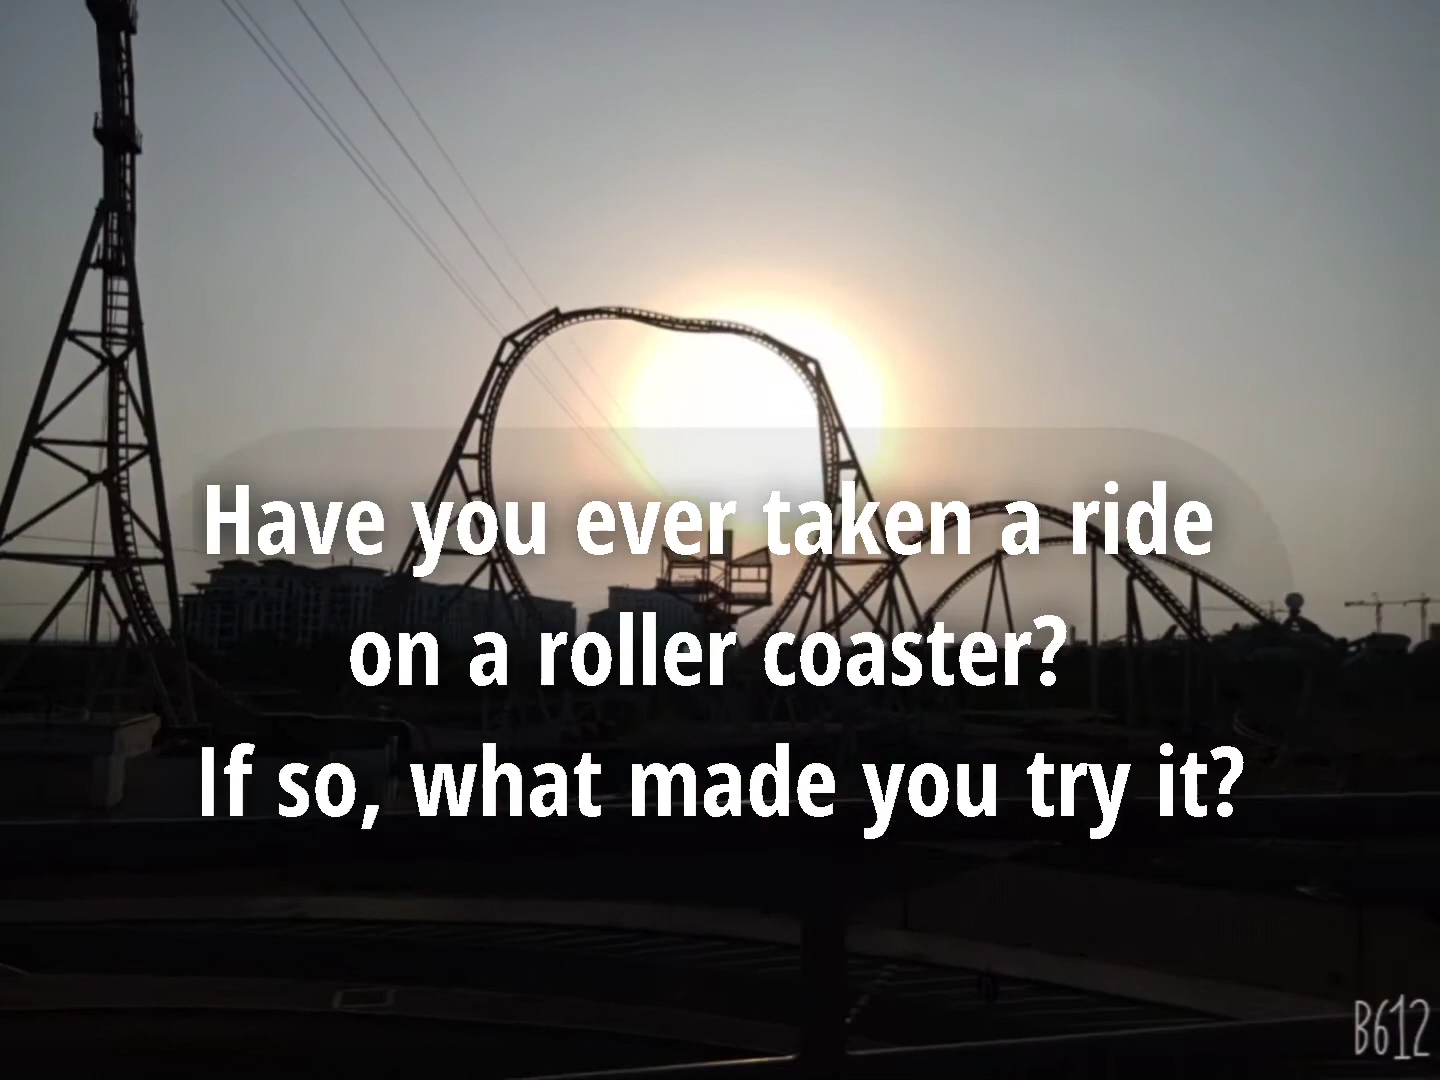 Have you ever taken a ride
on a roller coaster?
If so, what made you try it?
B612